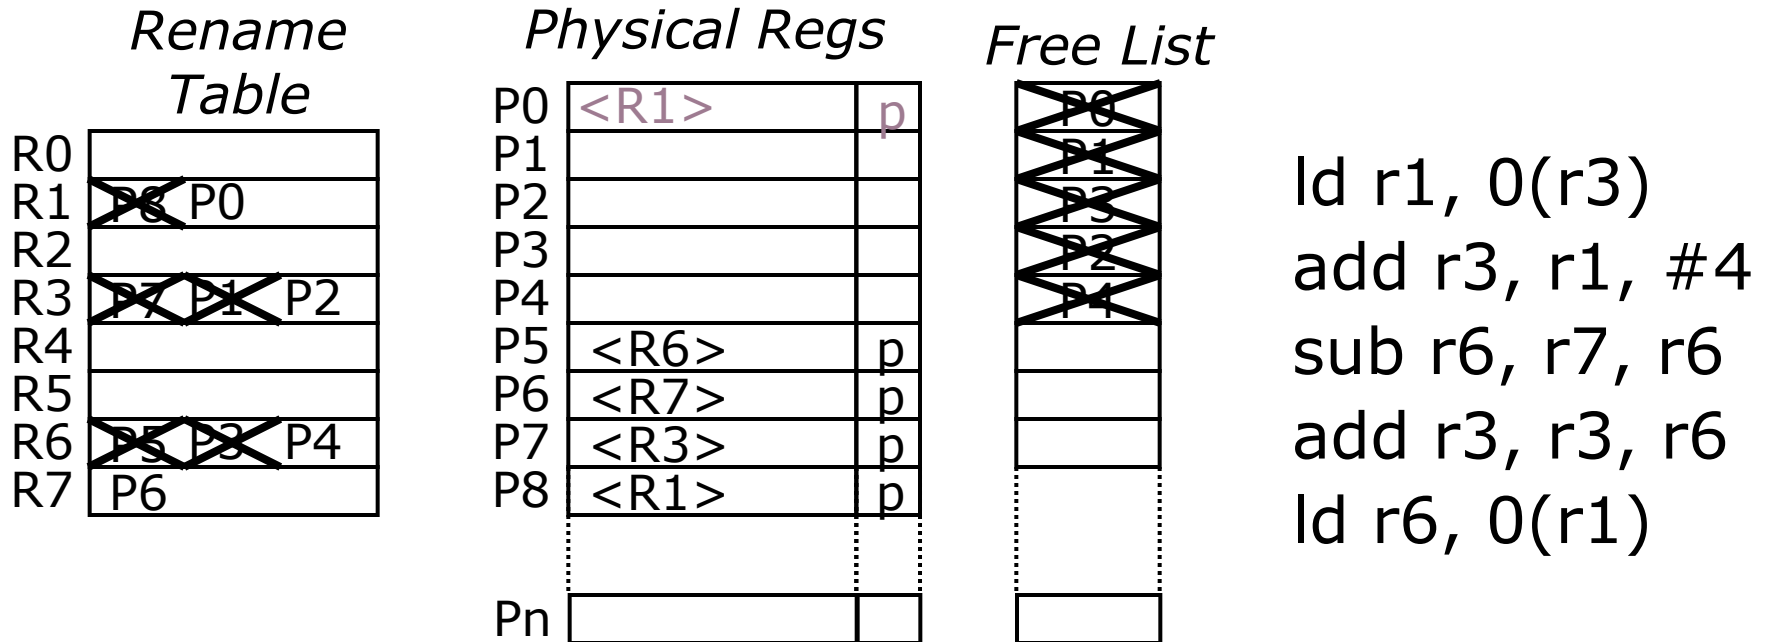 Rename Table
R0
R1 P8 P0
R2
R3 P7 P1 P2
R4
R5
R6 P5 P3 P4
R7 P6
Physical Regs
P0 <R1> p
P1
P2
P3
P4
P5 <R6> p
P6 <R7> p
P7 <R3> p
P8 <R1> p
Pn
Free List
P0
P1
P3
P2
P4
ld r1, 0(r3)
add r3, r1, #4
sub r6, r7, r6
add r3, r3, r6
ld r6, 0(r1)